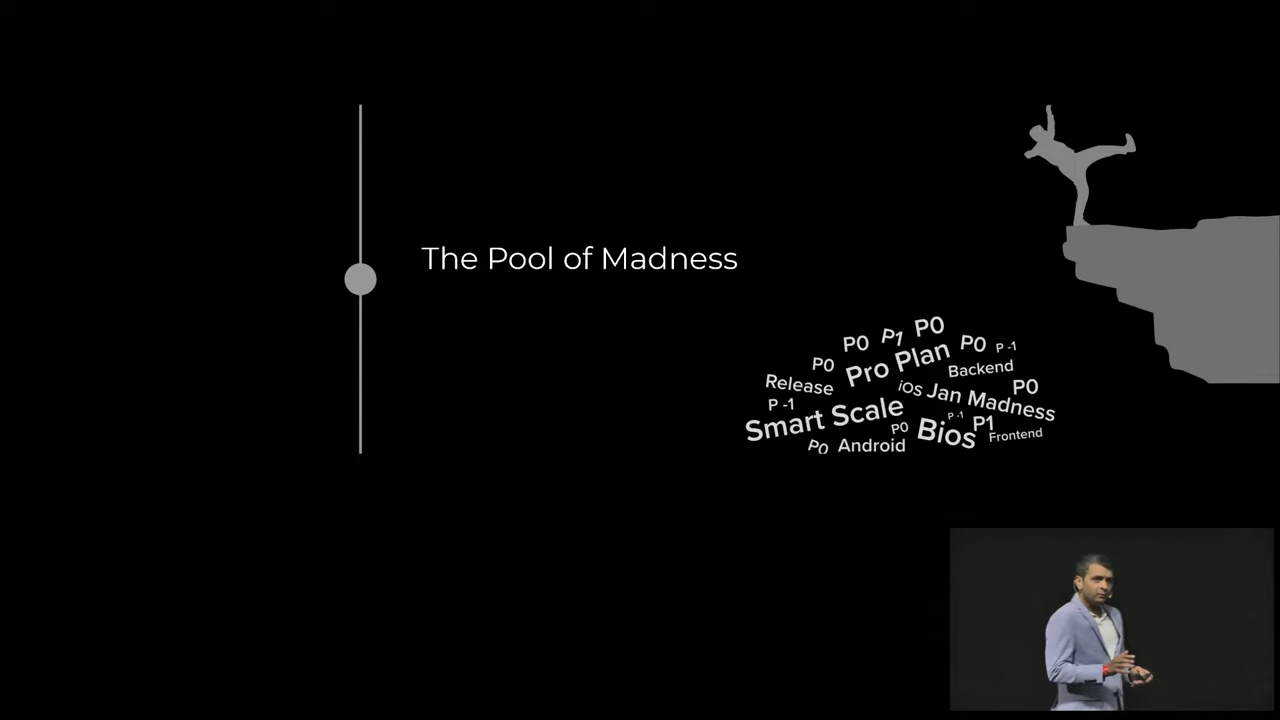 The Pool of Madness
P0 P1 P0
P0 Pro Plan P0 P -1
Release iOS Jan Madness Backend
P -1 Smart Scale P0
P0 Bios P -1 P1
P0 Android Frontend